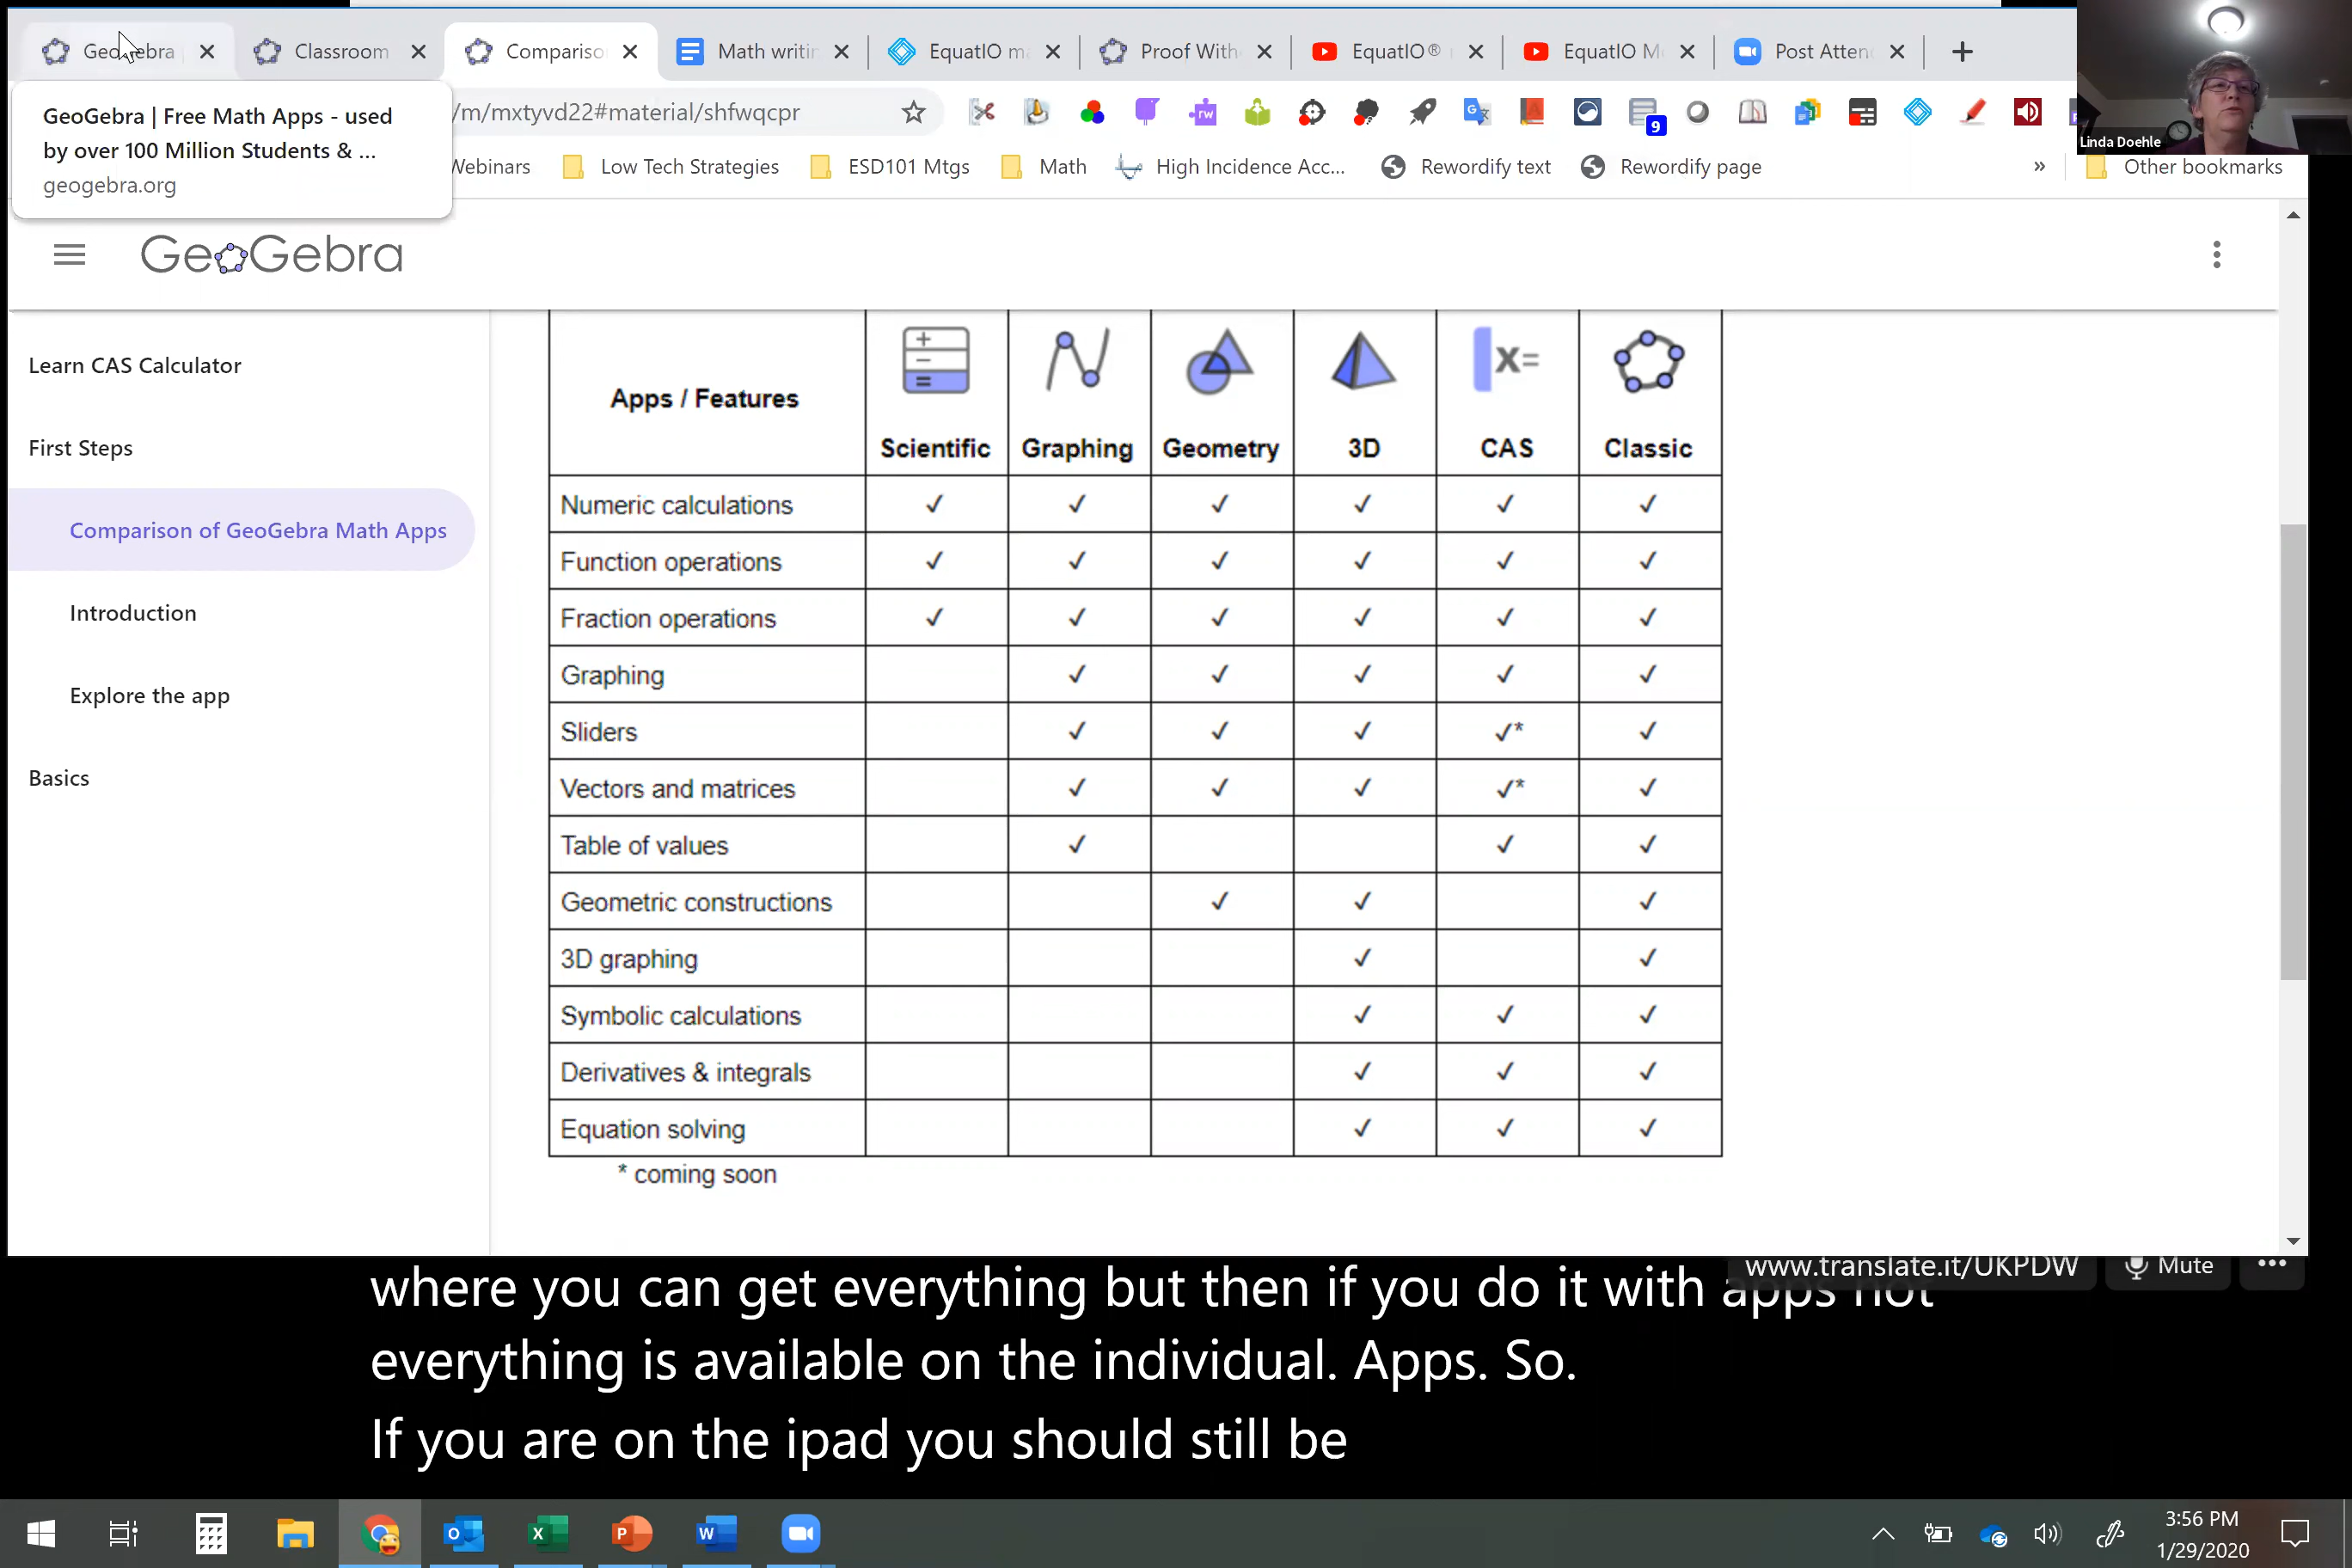 GeoGebra
Classroom
Comparison
Math writin
EquatIO ma
Proof With
EquatIO®
EquatIO M
Post Atten
Linda Doehle
GeoGebra | Free Math Apps - used
by over 100 Million Students & ...
geogebra.org
/m/mxtyvd22#material/shfwqcpr
rw
9
Webinars
Low Tech Strategies
ESD101 Mtgs
Math
High Incidence Acc...
Rewordify text
Rewordify page
»
Other bookmarks
GeoGebra
Learn CAS Calculator
First Steps
Comparison of GeoGebra Math Apps
Introduction
Explore the app
Basics
Apps / Features
X=
Scientific Graphing Geometry 3D CAS Classic
Numeric calculations ✓ ✓ ✓ ✓ ✓ ✓
Function operations ✓ ✓ ✓ ✓ ✓ ✓
Fraction operations ✓ ✓ ✓ ✓ ✓ ✓
Graphing ✓ ✓ ✓ ✓ ✓
Sliders ✓ ✓ ✓ ✓* ✓
Vectors and matrices ✓ ✓ ✓ ✓* ✓
Table of values ✓ ✓ ✓
Geometric constructions ✓ ✓ ✓
3D graphing ✓ ✓
Symbolic calculations ✓ ✓ ✓
Derivatives & integrals ✓ ✓ ✓
Equation solving ✓ ✓ ✓
* coming soon
www.translate.it/UKPDW
Mute
where you can get everything but then if you do it with apps not
everything is available on the individual. Apps. So.
If you are on the ipad you should still be
3:56 PM
1/29/2020